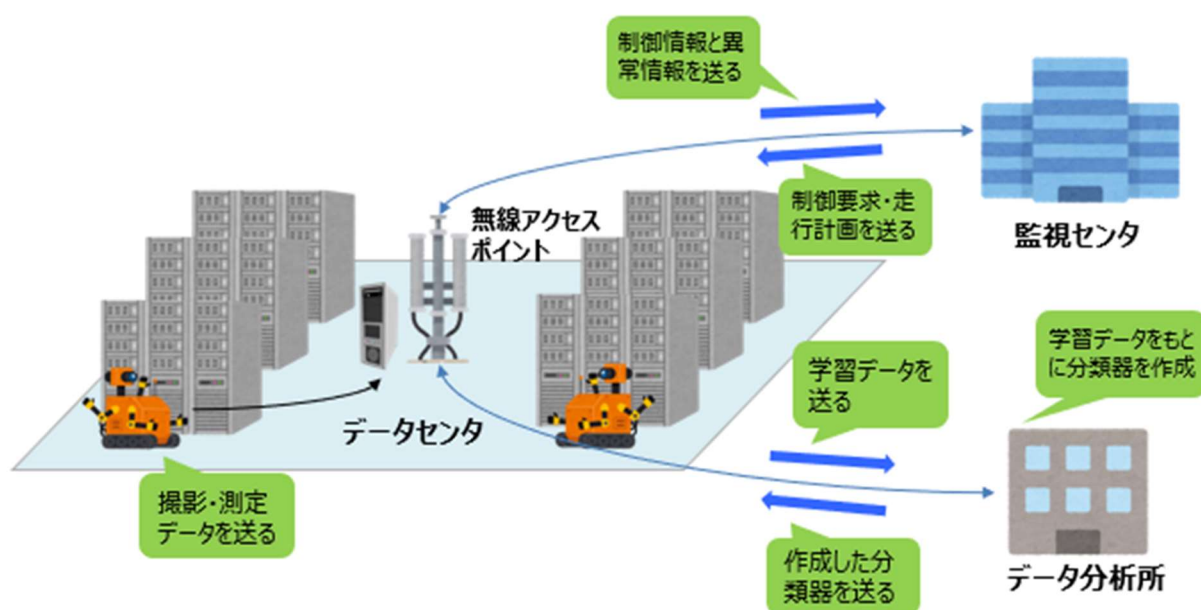 制御情報と異
常情報を送る
無線アクセス
ポイント
制御要求・走
行計画を送る
監視センタ
学習データをもと
に分類器を作成
学習データを
送る
データセンタ
撮影・測定
データを送る
作成した分
類器を送る
データ分析所